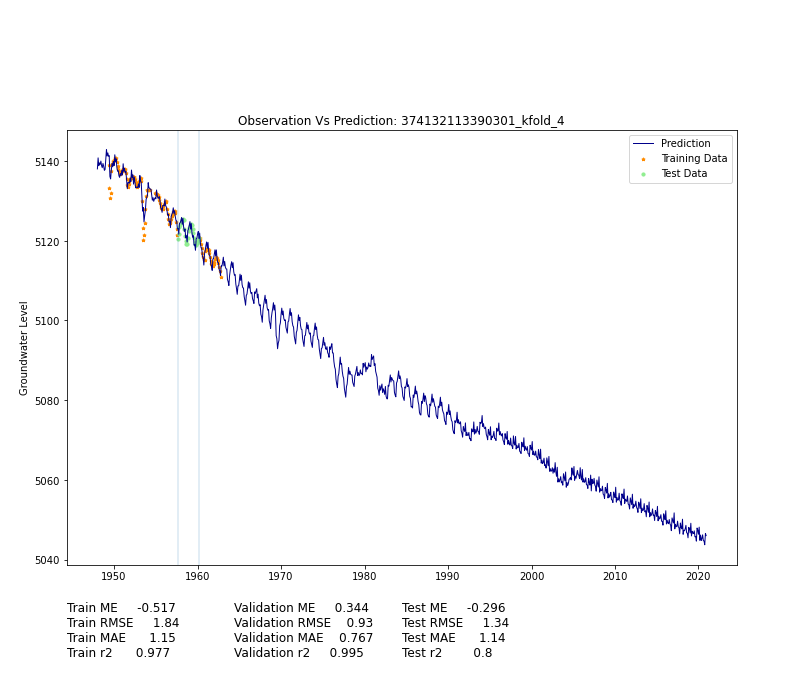 Observation Vs Prediction: 374132113390301_kfold_4
Prediction
Training Data
Test Data
Groundwater Level
5140
5120
5100
5080
5060
5040
1950 1960 1970 1980 1990 2000 2010 2020
Train ME -0.517 Validation ME 0.344 Test ME -0.296
Train RMSE 1.84 Validation RMSE 0.93 Test RMSE 1.34
Train MAE 1.15 Validation MAE 0.767 Test MAE 1.14
Train r2 0.977 Validation r2 0.995 Test r2 0.8